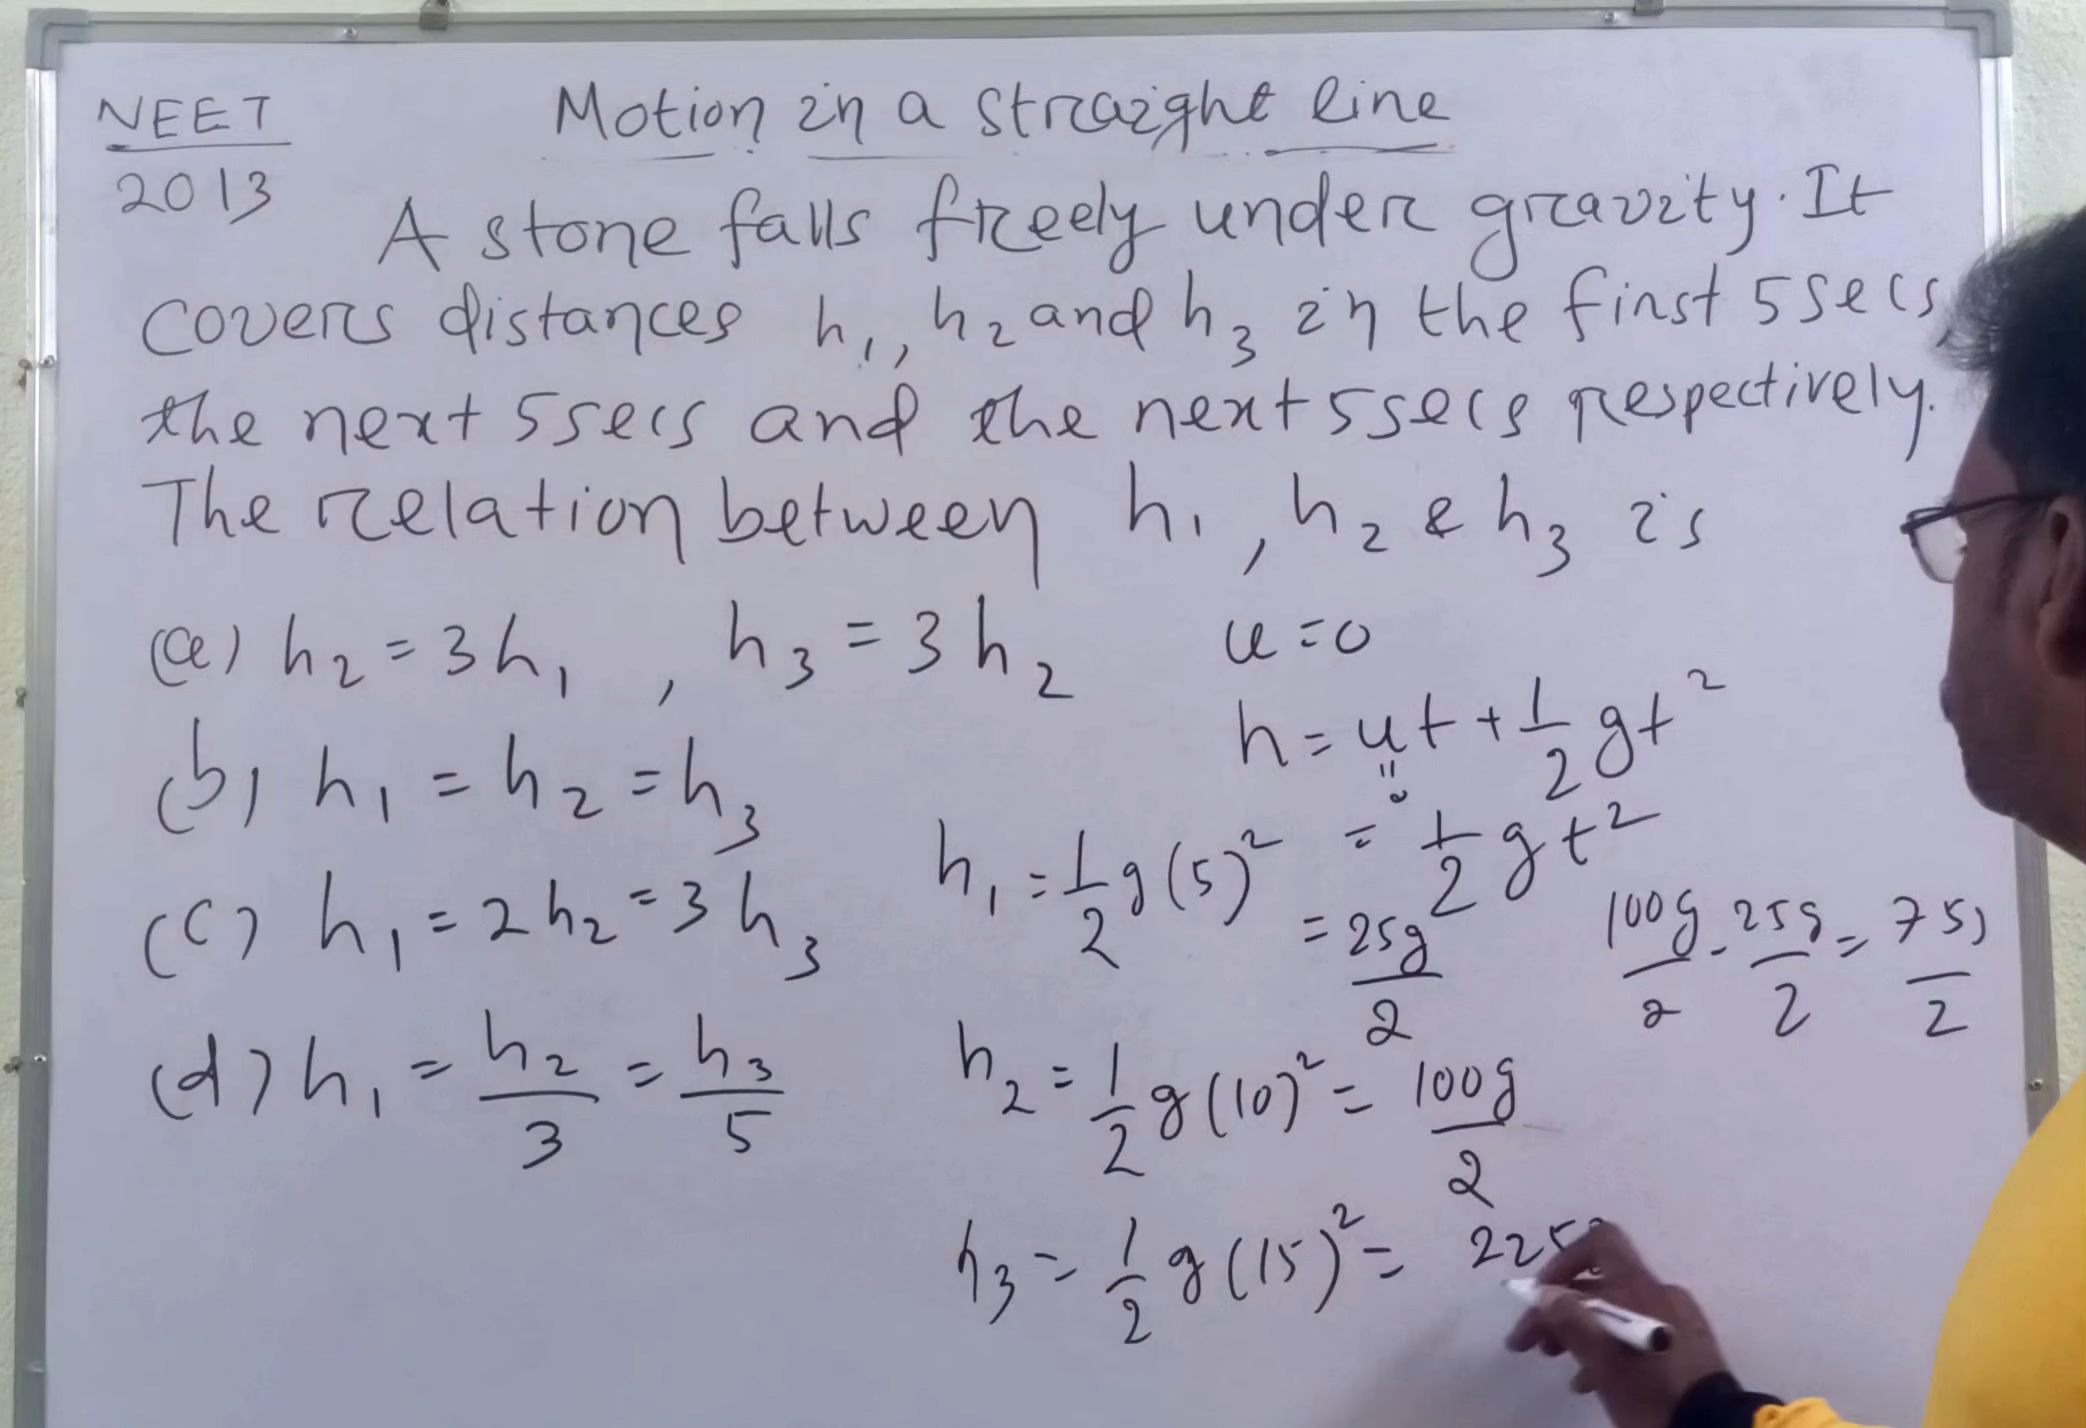 NEET
2013
Motion in a straight line
A stone falls freely under gravity. It
covers distances h₁, h₂ and h₃ in the first 5 secs,
the next 5 secs and the next 5 secs respectively.
The relation between h₁, h₂ & h₃ is
(a) h₂ = 3h₁, h₃ = 3h₂
(b) h₁ = h₂ = h₃
(c) h₁ = 2h₂ = 3h₃
(d) h₁ = h₂/3 = h₃/5
u = 0
h = ut + 1/2 gt²
"
0
= 1/2 gt²
h₁ = 1/2 g(5)² = 25g/2
100g/2 - 25g/2 = 75g/2
h₂ = 1/2 g(10)² = 100g/2
h₃ = 1/2 g(15)² = 225